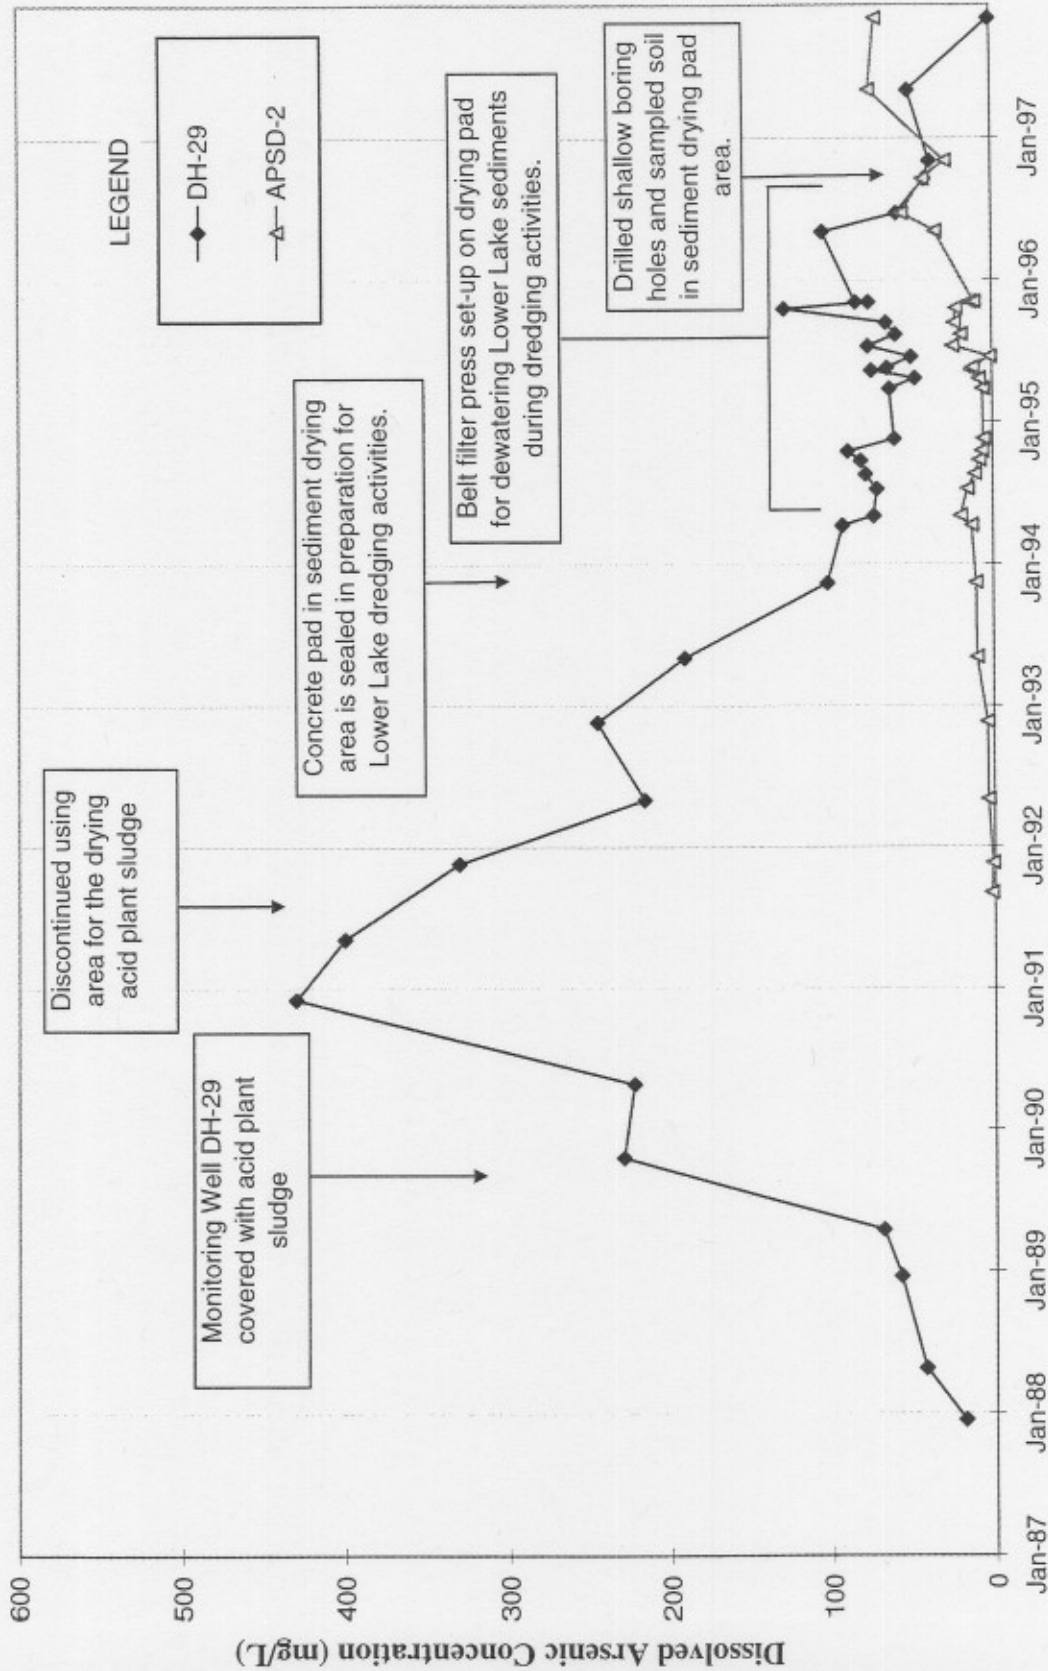 LEGEND
DH-29
APSD-2
Discontinued using
area for the drying
acid plant sludge
Monitoring Well DH-29
covered with acid plant
sludge
Concrete pad in sediment drying
area is sealed in preparation for
Lower Lake dredging activities.
Belt filter press set-up on drying pad
for dewatering Lower Lake sediments
during dredging activities.
Drilled shallow boring
holes and sampled soil
in sediment drying pad
area.
Dissolved Arsenic Concentration (mg/L)
600
500
400
300
200
100
0
Jan-87
Jan-88
Jan-89
Jan-90
Jan-91
Jan-92
Jan-93
Jan-94
Jan-95
Jan-96
Jan-97